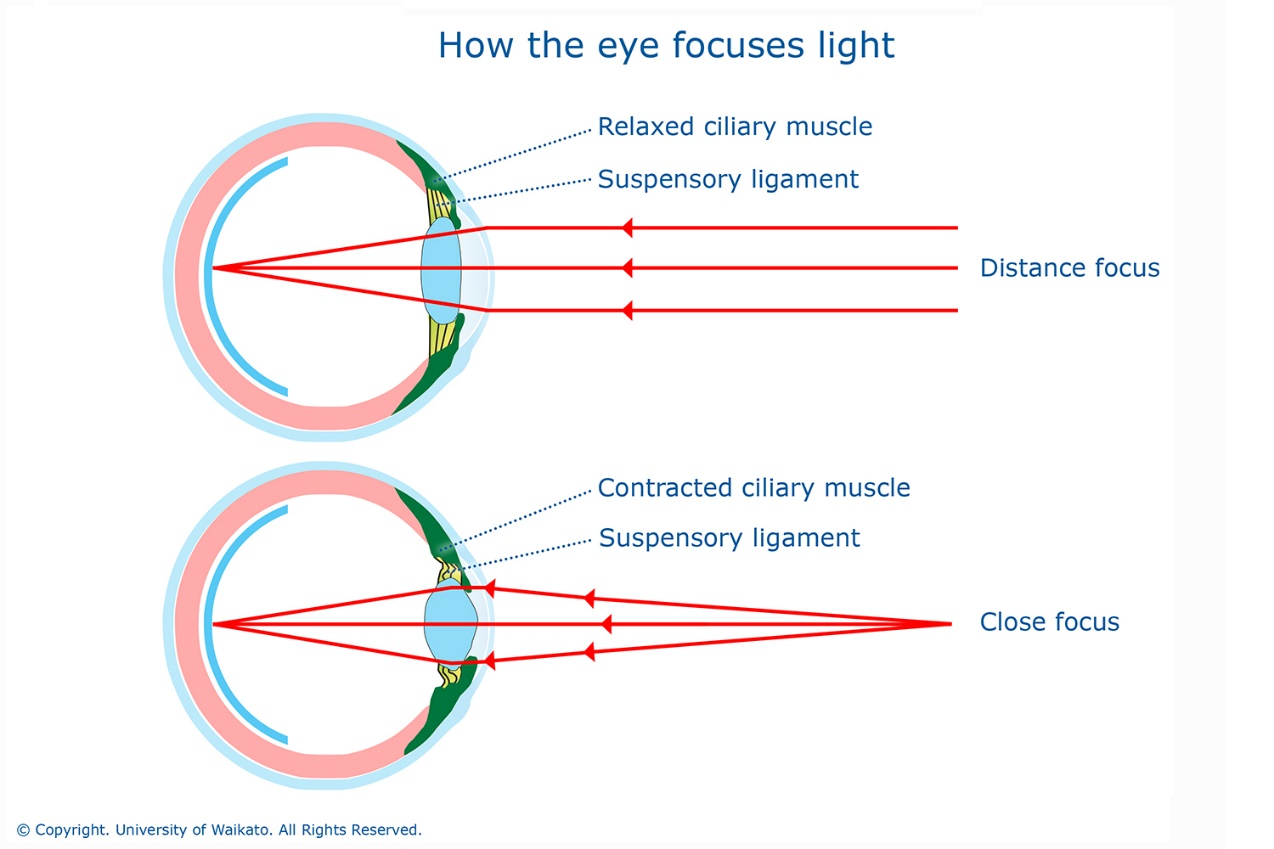 How the eye focuses light
Relaxed ciliary muscle
Suspensory ligament
Distance focus
Contracted ciliary muscle
Suspensory ligament
Close focus
© Copyright. University of Waikato. All Rights Reserved.